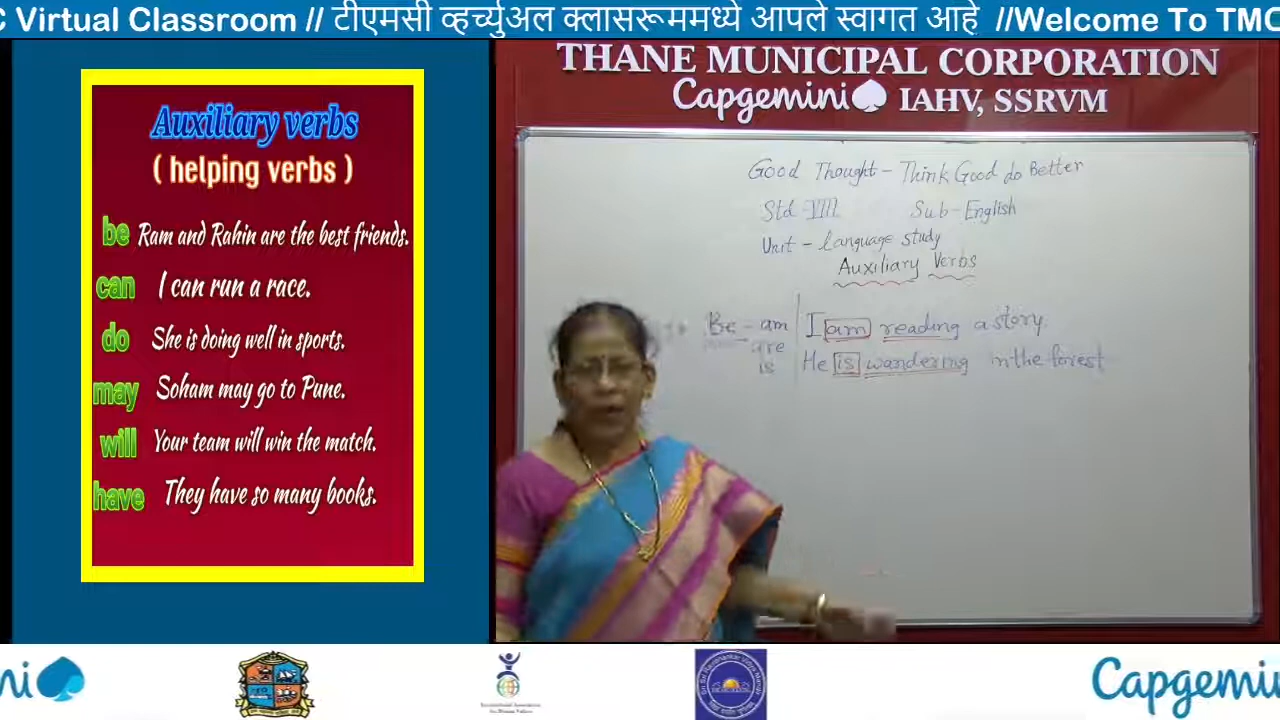 C Virtual Classroom // टीएमसी व्हर्च्युअल क्लासरूममध्ये आपले स्वागत आहे //Welcome To TMC
Auxiliary verbs
( helping verbs )
be Ram and Rahin are the best friends.
can I can run a race.
do She is doing well in sports.
may Soham may go to Pune.
will Your team will win the match.
have They have so many books.
THANE MUNICIPAL CORPORATION
Capgemini IAHV, SSRVM
Good Thought - Think Good do Better
Std - VIII Sub - English
Unit - language study
Auxiliary Verbs
Be - am I am reading a story.
are
is He is wandering in the forest
ni
Capgemin